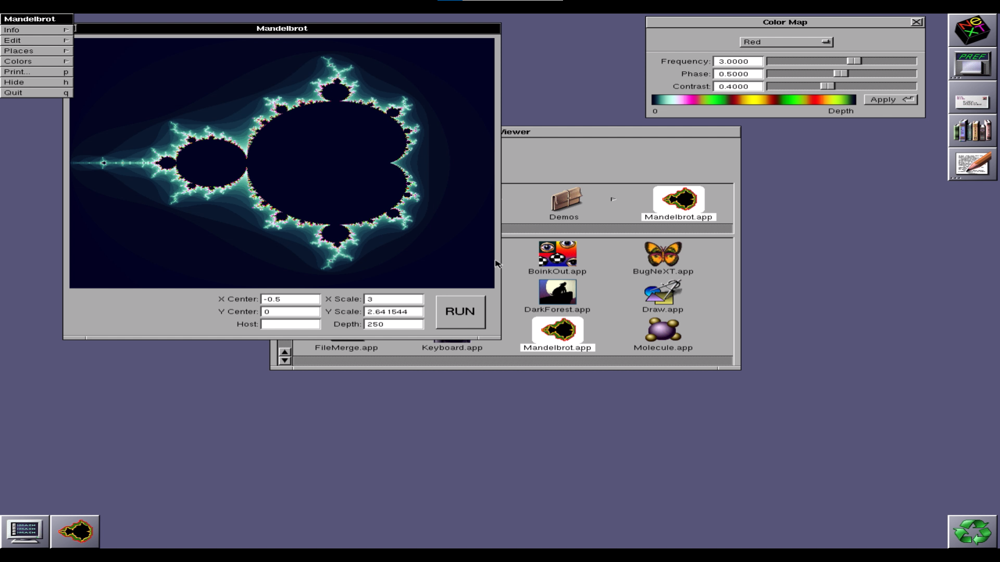 Mandelbrot
Info
Edit
Places
Colors
Print... p
Hide h
Quit q
Mandelbrot
X Center: -0.5 X Scale: 3
Y Center: 0 Y Scale: 2.641544
Host: Depth: 250
RUN
Color Map
Red
Frequency: 3.0000
Phase: 0.5000
Contrast: 0.4000
Apply
0 Depth
Viewer
Demos
Mandelbrot.app
BoinkOut.app BugNeXT.app
DarkForest.app Draw.app
FileMerge.app Keyboard.app Mandelbrot.app Molecule.app
NeXT
PREF
>MACH
>MACH
>MACH